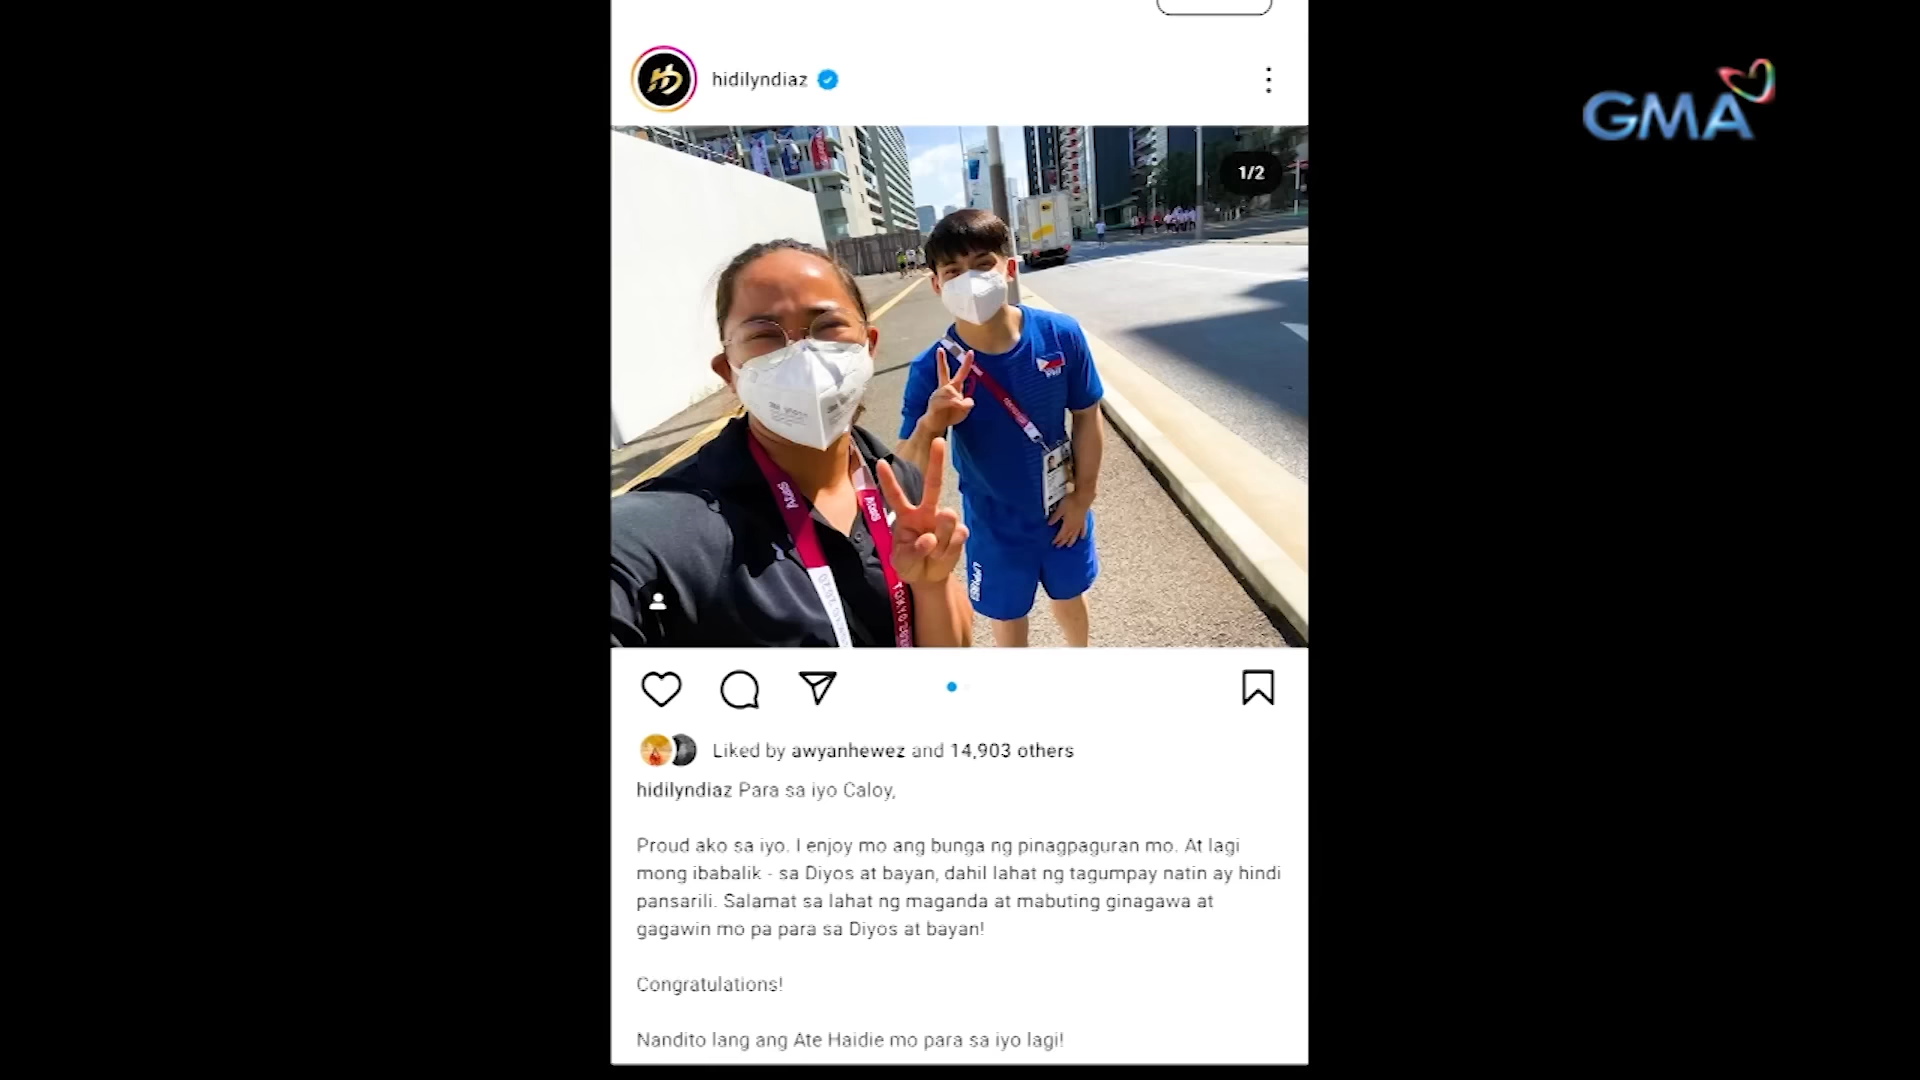 hidilyndiaz
GMA
1/2
Liked by awyanhewez and 14,903 others
hidilyndiaz Para sa iyo Caloy,
Proud ako sa iyo. I enjoy mo ang bunga ng pinagpaguran mo. At lagi
mong ibabalik - sa Diyos at bayan, dahil lahat ng tagumpay natin ay hindi
pansarili. Salamat sa lahat ng maganda at mabuting ginagawa at
gagawin mo pa para sa Diyos at bayan!
Congratulations!
Nandito lang ang Ate Haidie mo para sa iyo lagi!